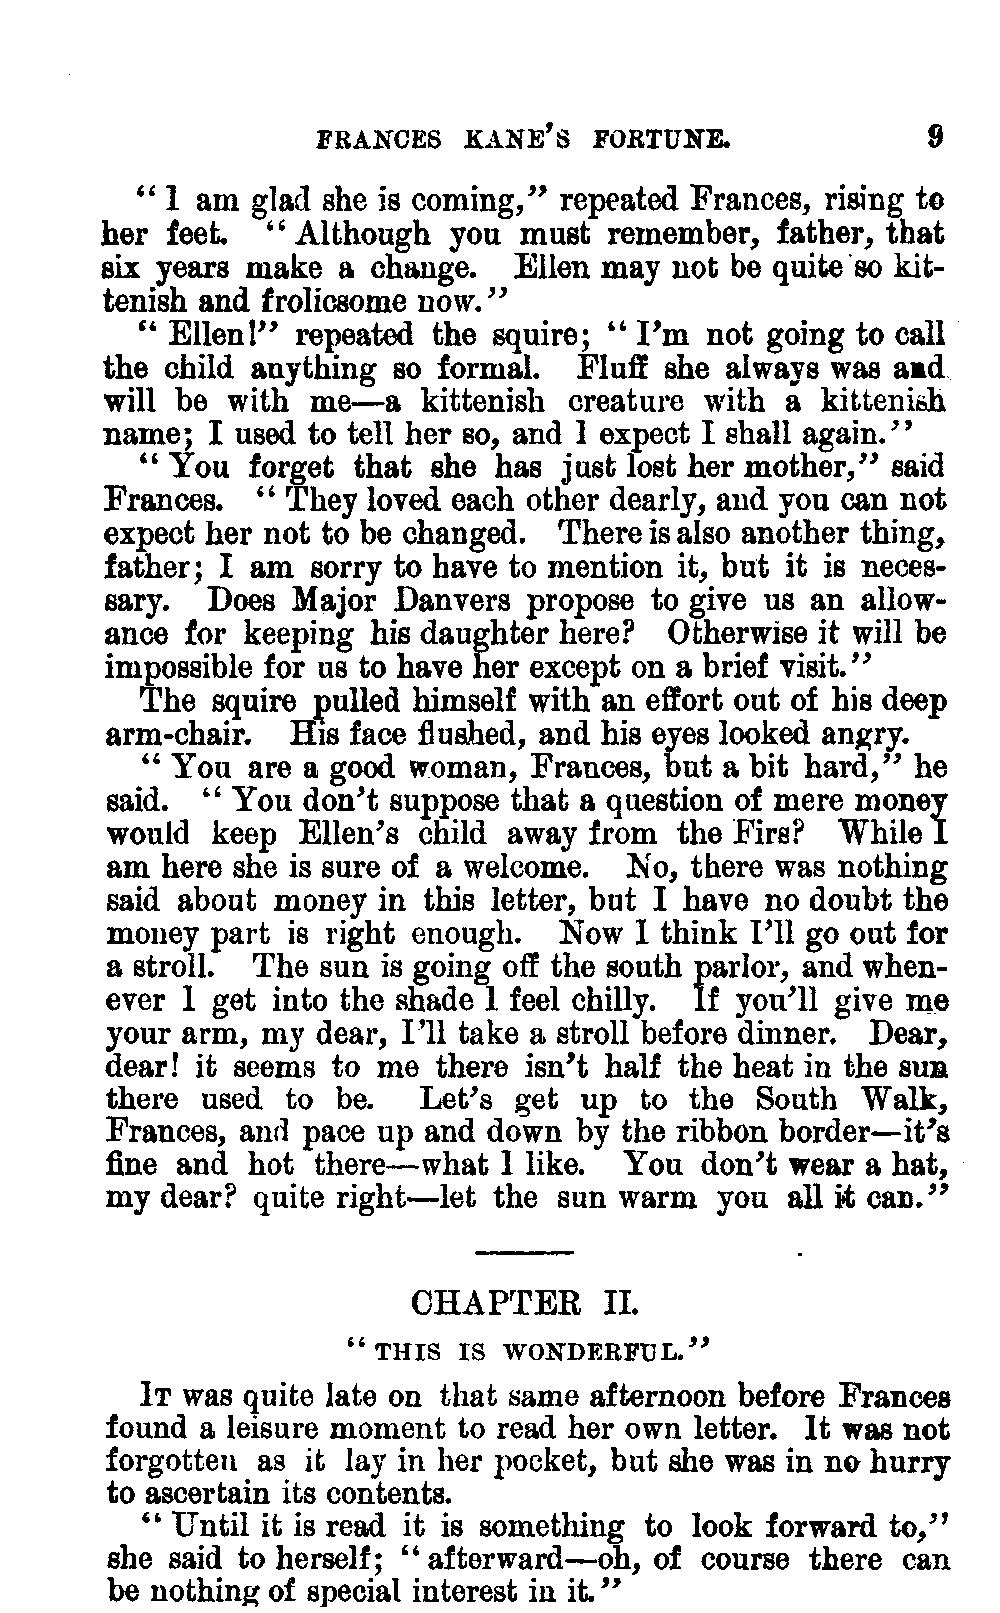 FRANCES KANE'S FORTUNE. 9
"I am glad she is coming," repeated Frances, rising to
her feet. "Although you must remember, father, that
six years make a change. Ellen may not be quite so kit-
tenish and frolicsome now."
"Ellen!" repeated the squire; "I'm not going to call
the child anything so formal. Fluff she always was and
will be with me—a kittenish creature with a kittenish
name; I used to tell her so, and I expect I shall again."
"You forget that she has just lost her mother," said
Frances. "They loved each other dearly, and you can not
expect her not to be changed. There is also another thing,
father; I am sorry to have to mention it, but it is neces-
sary. Does Major Danvers propose to give us an allow-
ance for keeping his daughter here? Otherwise it will be
impossible for us to have her except on a brief visit."
The squire pulled himself with an effort out of his deep
arm-chair. His face flushed, and his eyes looked angry.
"You are a good woman, Frances, but a bit hard," he
said. "You don't suppose that a question of mere money
would keep Ellen's child away from the Firs? While I
am here she is sure of a welcome. No, there was nothing
said about money in this letter, but I have no doubt the
money part is right enough. Now I think I'll go out for
a stroll. The sun is going off the south parlor, and when-
ever I get into the shade I feel chilly. If you'll give me
your arm, my dear, I'll take a stroll before dinner. Dear,
dear! it seems to me there isn't half the heat in the sun
there used to be. Let's get up to the South Walk,
Frances, and pace up and down by the ribbon border—it's
fine and hot there—what I like. You don't wear a hat,
my dear? quite right—let the sun warm you all it can."
CHAPTER II.
"THIS IS WONDERFUL."
IT was quite late on that same afternoon before Frances
found a leisure moment to read her own letter. It was not
forgotten as it lay in her pocket, but she was in no hurry
to ascertain its contents.
"Until it is read it is something to look forward to,"
she said to herself; "afterward—oh, of course there can
be nothing of special interest in it."